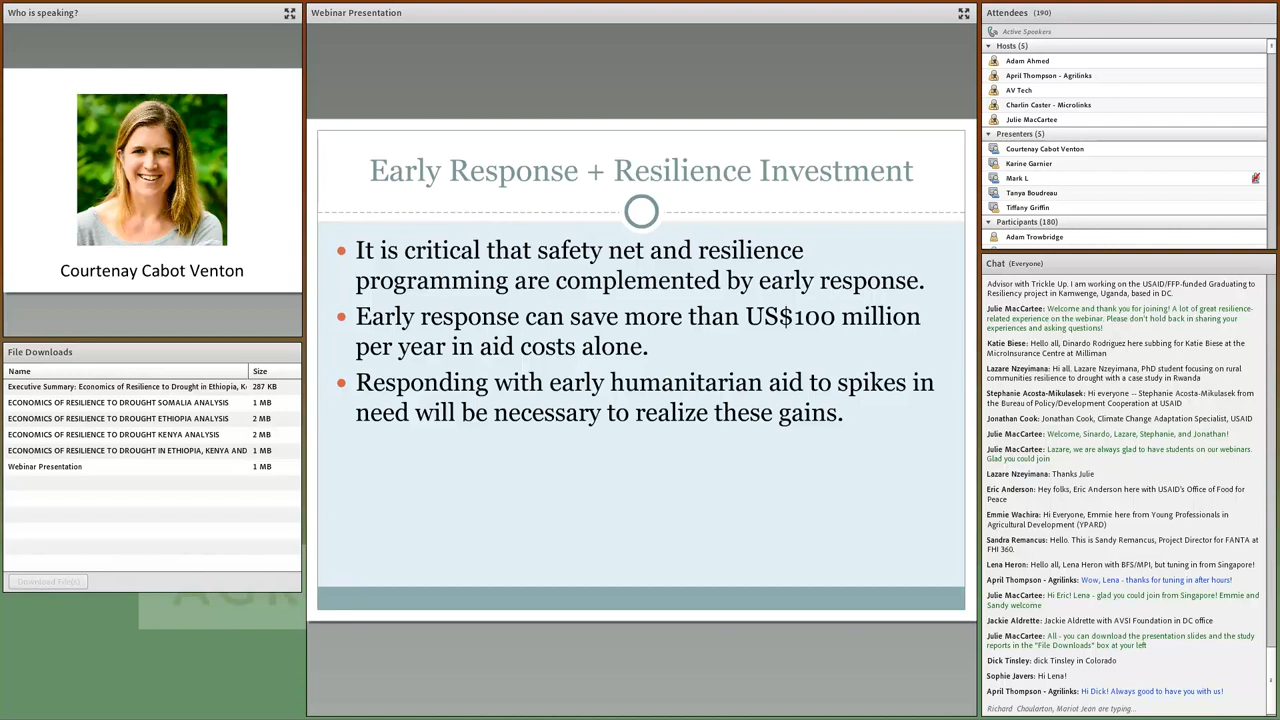 Who is speaking?
Courtenay Cabot Venton
File Downloads
Name Size
Executive Summary: Economics of Resilience to Drought in Ethiopia, K 287 KB
ECONOMICS OF RESILIENCE TO DROUGHT SOMALIA ANALYSIS 1 MB
ECONOMICS OF RESILIENCE TO DROUGHT ETHIOPIA ANALYSIS 2 MB
ECONOMICS OF RESILIENCE TO DROUGHT KENYA ANALYSIS 2 MB
ECONOMICS OF RESILIENCE TO DROUGHT IN ETHIOPIA, KENYA AND 1 MB
Webinar Presentation 1 MB
Download File(s)
Webinar Presentation
Early Response + Resilience Investment
• It is critical that safety net and resilience
programming are complemented by early response.
• Early response can save more than US$100 million
per year in aid costs alone.
• Responding with early humanitarian aid to spikes in
need will be necessary to realize these gains.
Attendees (190)
Active Speakers
Hosts (5)
Adam Ahmed
April Thompson - Agrilinks
AV Tech
Charlin Caster - Microlinks
Julie MacCartee
Presenters (5)
Courtenay Cabot Venton
Karine Garnier
Mark L
Tanya Boudreau
Tiffany Griffin
Participants (180)
Adam Trowbridge
Chat (Everyone)
Advisor with Trickle Up. I am working on the USAID/FFP-funded Graduating to
Resiliency project in Kamwenge, Uganda, based in DC.
Julie MacCartee: Welcome and thank you for joining! A lot of great resilience-
related experience on the webinar. Please don't hold back in sharing your
experiences and asking questions!
Katie Biese: Hello all, Dinardo Rodriguez here subbing for Katie Biese at the
MicroInsurance Centre at Milliman
Lazare Nzeyimana: Hi all. Lazare Nzeyimana, PhD student focusing on rural
communities resilience to drought with a case study in Rwanda
Stephanie Acosta-Mikulasek: Hi everyone -- Stephanie Acosta-Mikulasek from
the Bureau of Policy/Development Cooperation at USAID
Jonathan Cook: Jonathan Cook, Climate Change Adaptation Specialist, USAID
Julie MacCartee: Welcome, Sinardo, Lazare, Stephanie, and Jonathan!
Julie MacCartee: Lazare, we are always glad to have students on our webinars.
Glad you could join
Lazare Nzeyimana: Thanks Julie
Eric Anderson: Hey folks, Eric Anderson here with USAID's Office of Food for
Peace
Emmie Wachira: Hi Everyone, Emmie here from Young Professionals in
Agricultural Development (YPARD)
Sandra Remancus: Hello. This is Sandy Remancus, Project Director for FANTA at
FHI 360.
Lena Heron: Hello all, Lena Heron with BFS/MPI, but tuning in from Singapore!
April Thompson - Agrilinks: Wow, Lena - thanks for tuning in after hours!
Julie MacCartee: Hi Eric! Lena - glad you could join from Singapore! Emmie and
Sandy welcome
Jackie Aldrette: Jackie Aldrette with AVSI Foundation in DC office
Julie MacCartee: All - you can download the presentation slides and the study
reports in the "File Downloads" box at your left
Dick Tinsley: dick Tinsley in Colorado
Sophie Javers: Hi Lena!
April Thompson - Agrilinks: Hi Dick! Always good to have you with us!
Richard Choularton, Mariot Jean are typing...